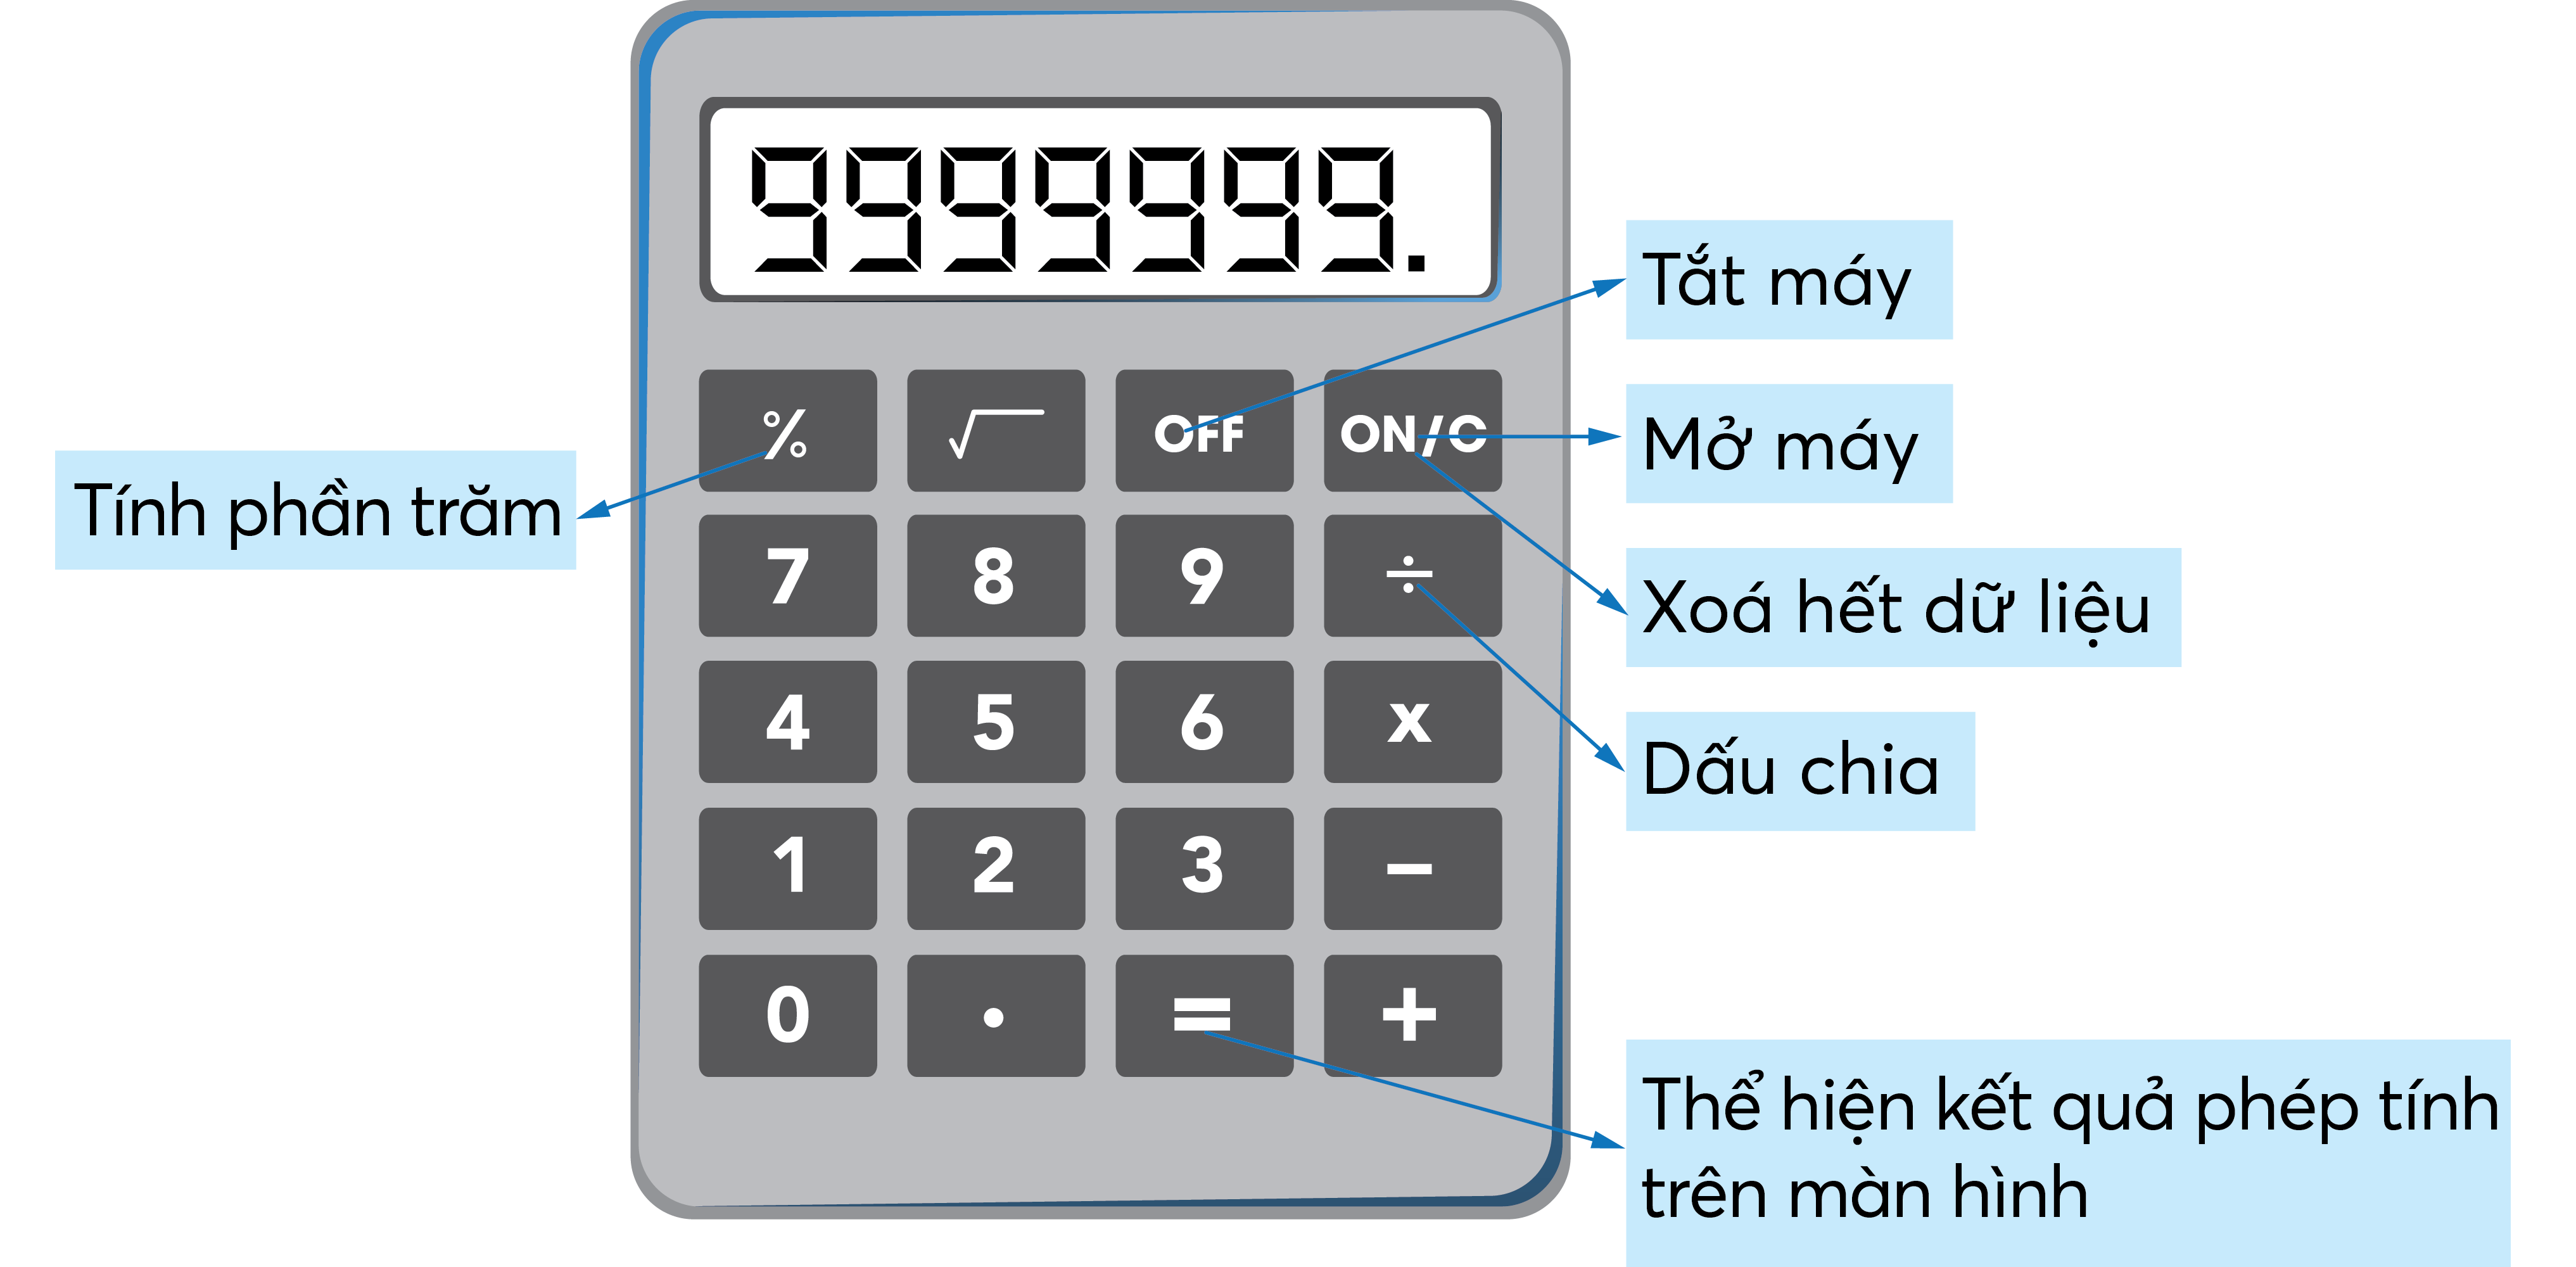 9999999.
Tắt máy
% √ OFF ON/C
Mở máy
Tính phần trăm
7 8 9 ÷
Xoá hết dữ liệu
4 5 6 x
Dấu chia
1 2 3 −
0 . = +
Thể hiện kết quả phép tính
trên màn hình